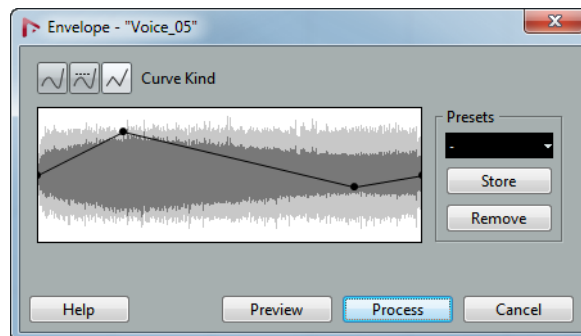 Envelope - "Voice_05"
Curve Kind
Presets
-
Store
Remove
Help
Preview
Process
Cancel